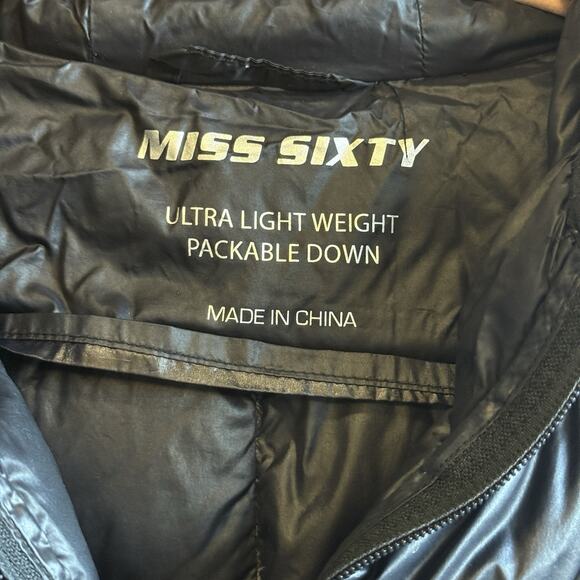 MISS SIXTY
ULTRA LIGHT WEIGHT
PACKABLE DOWN
MADE IN CHINA